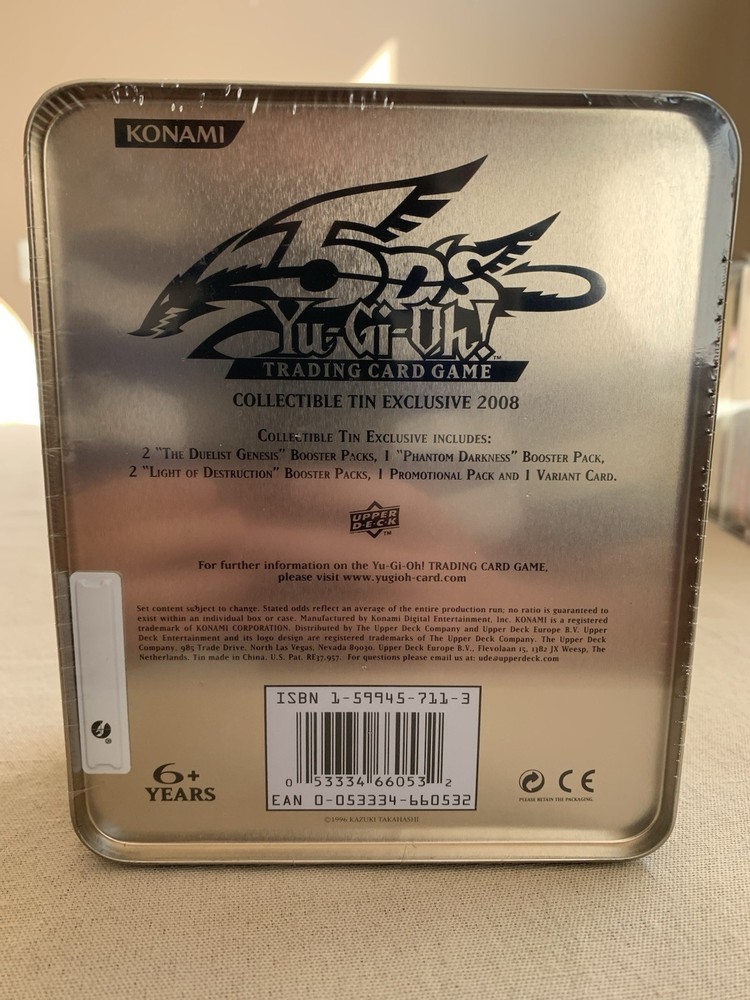 KONAMI
5D's
Yu-Gi-Oh!™
TRADING CARD GAME
COLLECTIBLE TIN EXCLUSIVE 2008
COLLECTIBLE TIN EXCLUSIVE INCLUDES:
2 "THE DUELIST GENESIS" BOOSTER PACKS, 1 "PHANTOM DARKNESS" BOOSTER PACK,
2 "LIGHT OF DESTRUCTION" BOOSTER PACKS, 1 PROMOTIONAL PACK AND 1 VARIANT CARD.
UPPER
D·E·C·K™
For further information on the Yu-Gi-Oh! TRADING CARD GAME,
please visit www.yugioh-card.com
Set content subject to change. Stated odds reflect an average of the entire production run; no ratio is guaranteed to
exist within an individual box or case. Manufactured by Konami Digital Entertainment, Inc. KONAMI is a registered
trademark of KONAMI CORPORATION. Distributed by The Upper Deck Company and Upper Deck Europe B.V. Upper
Deck Entertainment and its logo design are registered trademarks of The Upper Deck Company. The Upper Deck
Company, 985 Trade Drive, North Las Vegas, Nevada 89030. Upper Deck Europe B.V., Flevolaan 15, 1382 JX Weesp, The
Netherlands. Tin made in China. U.S. Pat. RE37,957. For questions please email us at: ude@upperdeck.com
ISBN 1-59945-711-3
0 53334 66053 2
EAN 0-053334-660532
6+
YEARS
CE
PLEASE RETAIN THE PACKAGING.
©1996 KAZUKI TAKAHASHI